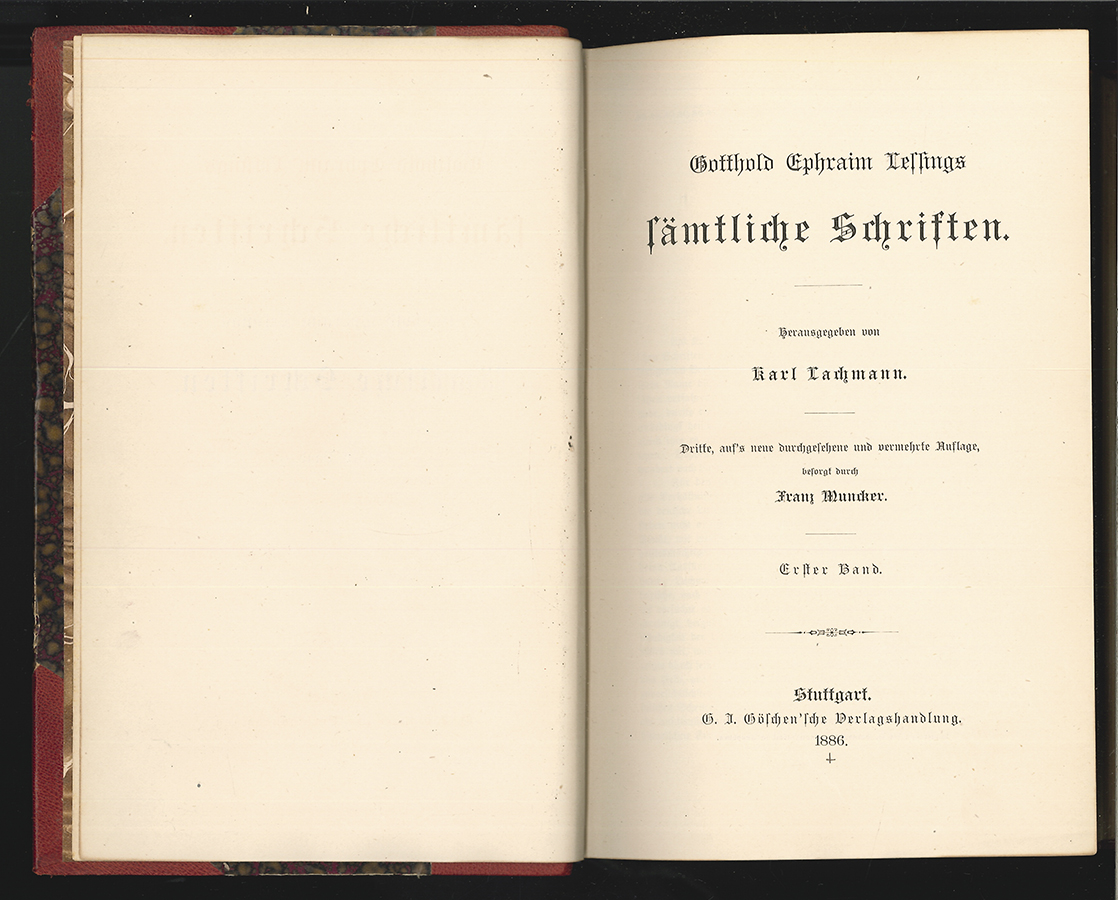 Gotthold Ephraim Leſſings
ſämtliche Schriften.
Herausgegeben von
Karl Lachmann.
Dritte, auf's neue durchgeſehene und vermehrte Auflage,
beſorgt durch
Franz Muncker.
Erſter Band.
Stuttgart.
G. J. Göſchen'ſche Verlagshandlung.
1886.